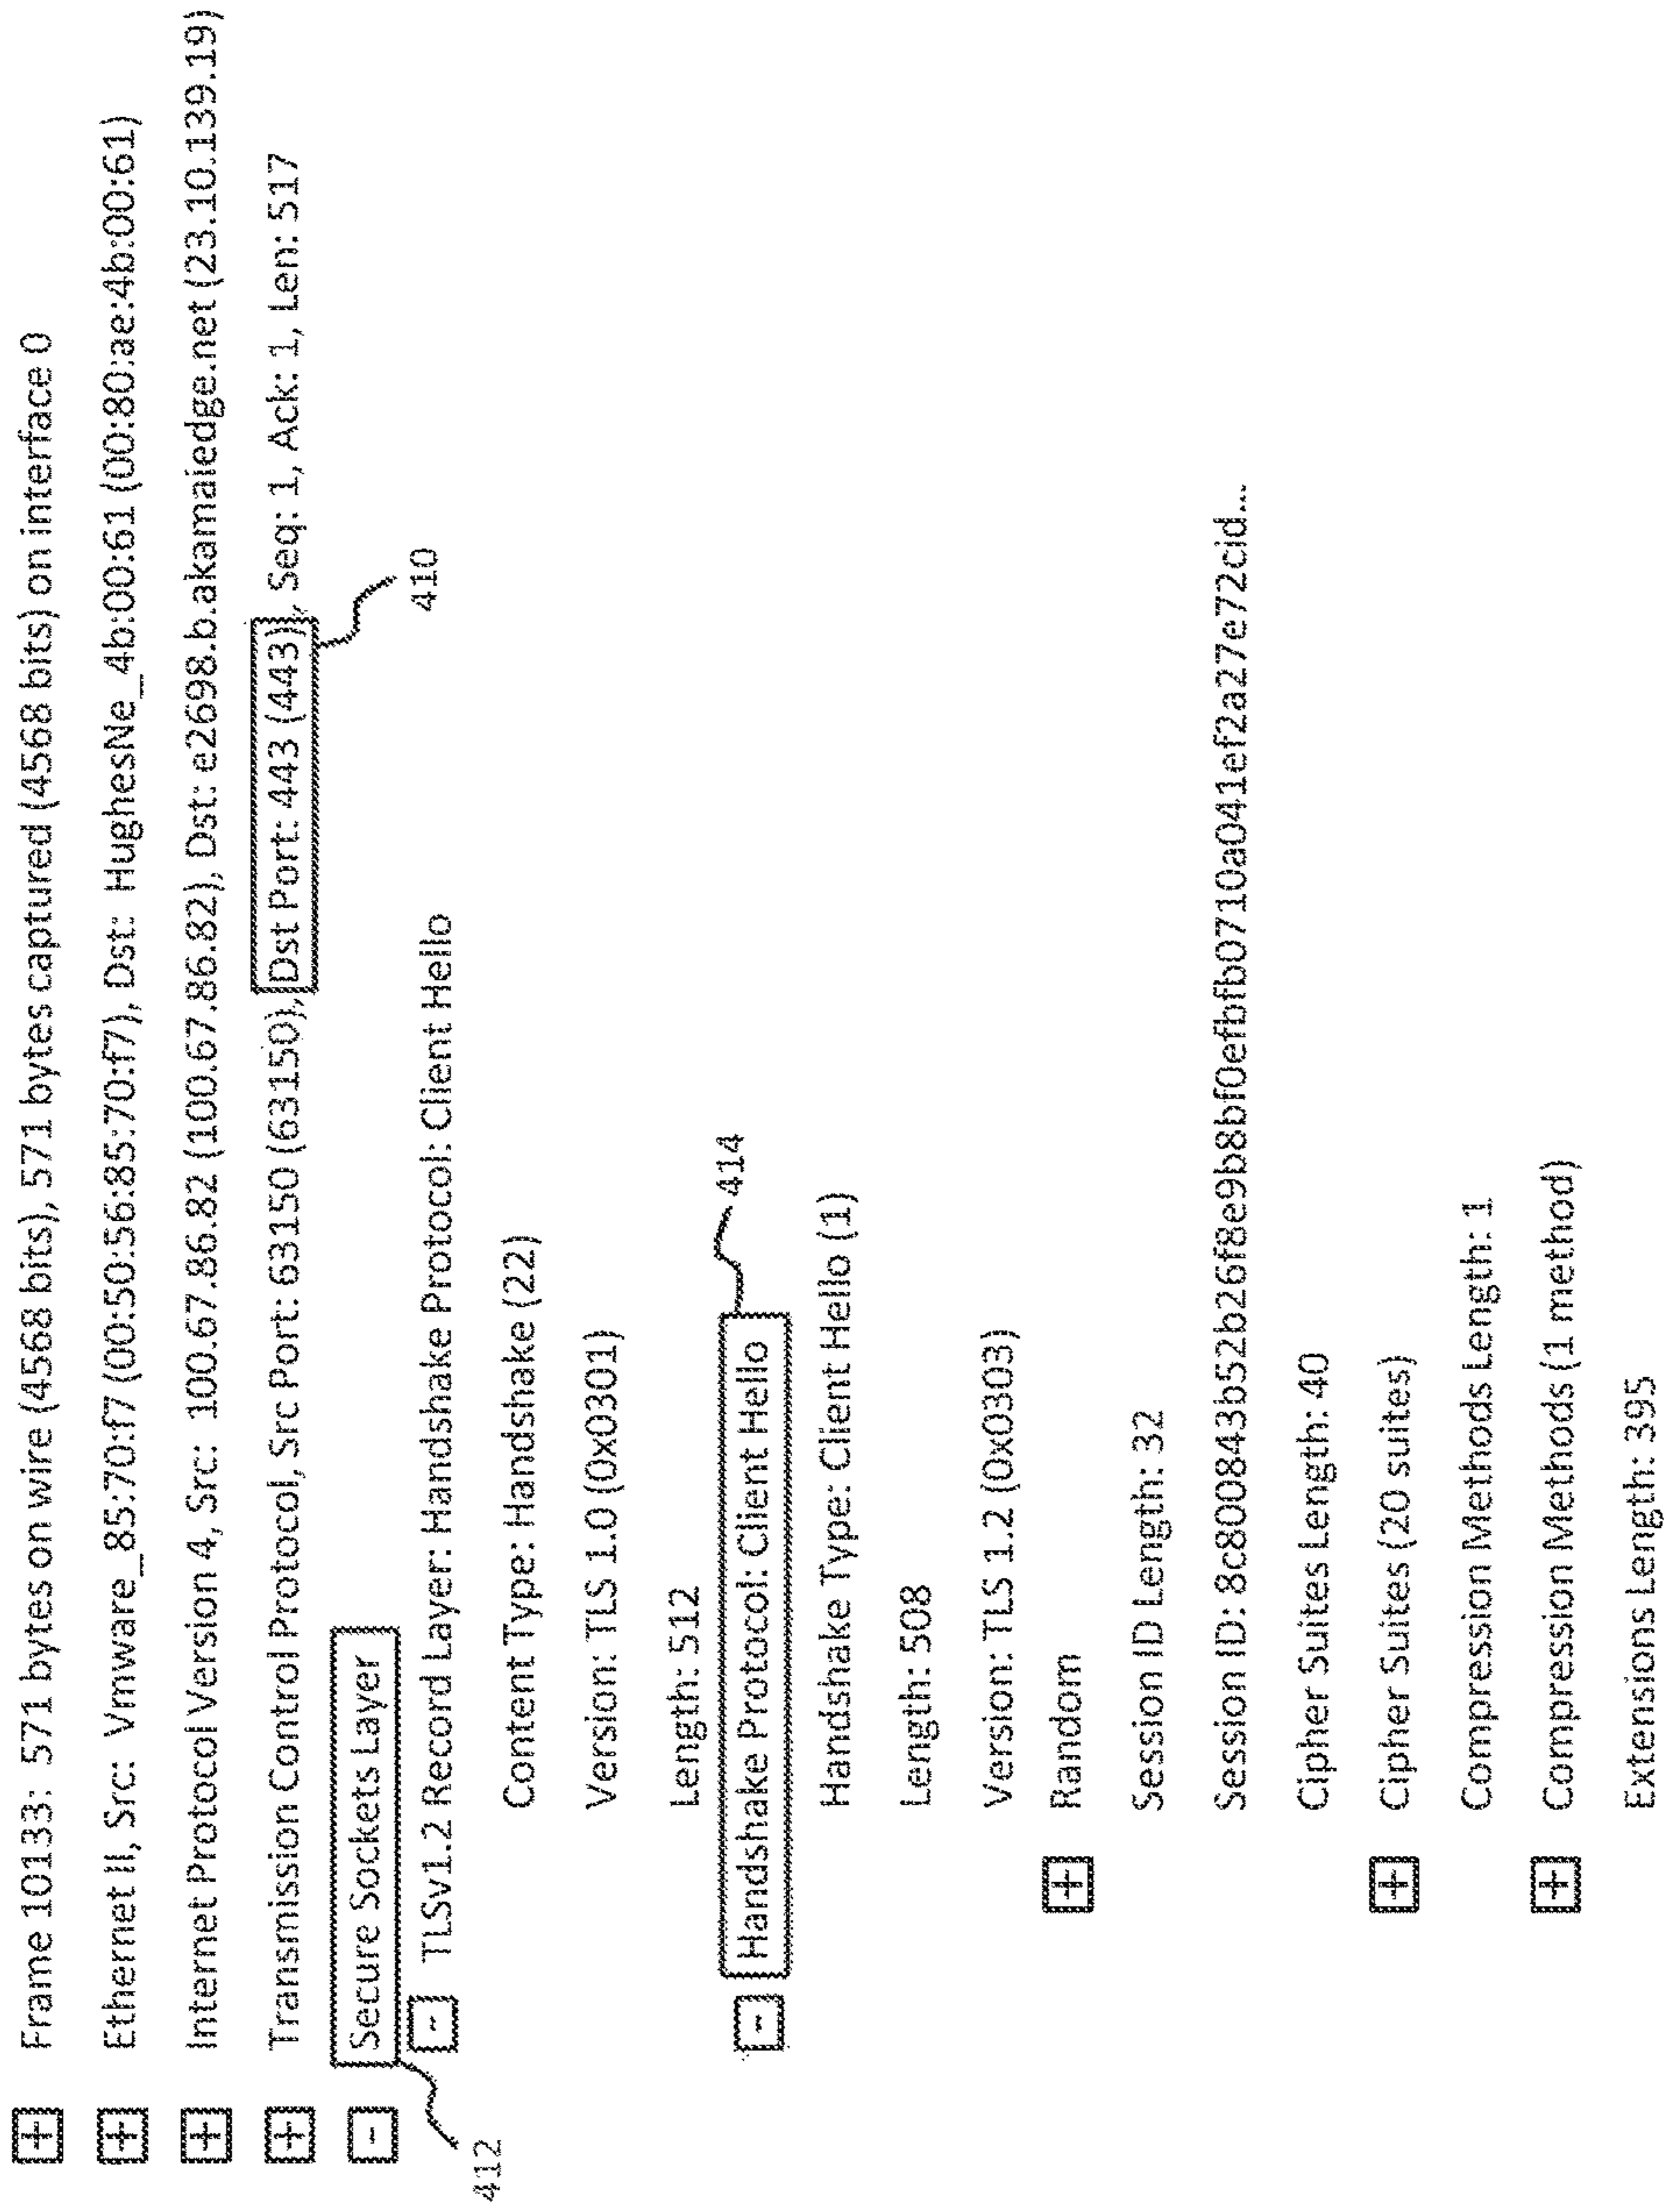 + Frame 10133: 571 bytes on wire (4568 bits), 571 bytes captured (4568 bits) on interface 0
+ Ethernet II, Src: Vmware_85:70:f7 (00:50:56:85:70:f7), Dst: HughesNe_4b:00:61 (00:80:ae:4b:00:61)
+ Internet Protocol Version 4, Src: 100.67.86.82 (100.67.86.82), Dst: e2698.b.akamaiedge.net (23.10.139.19)
+ Transmission Control Protocol, Src Port: 63150 (63150), Dst Port: 443 (443), Seq: 1, Ack: 1, Len: 517
410
- Secure Sockets Layer
412
- TLSv1.2 Record Layer: Handshake Protocol: Client Hello
Content Type: Handshake (22)
Version: TLS 1.0 (0x0301)
Length: 512
- Handshake Protocol: Client Hello
414
Handshake Type: Client Hello (1)
Length: 508
Version: TLS 1.2 (0x0303)
+ Random
Session ID Length: 32
Session ID: 8c800843b52b26f8e9b8bf0efbfb0710a041ef2a27e72cid...
Cipher Suites Length: 40
+ Cipher Suites (20 suites)
Compression Methods Length: 1
+ Compression Methods (1 method)
Extensions Length: 395